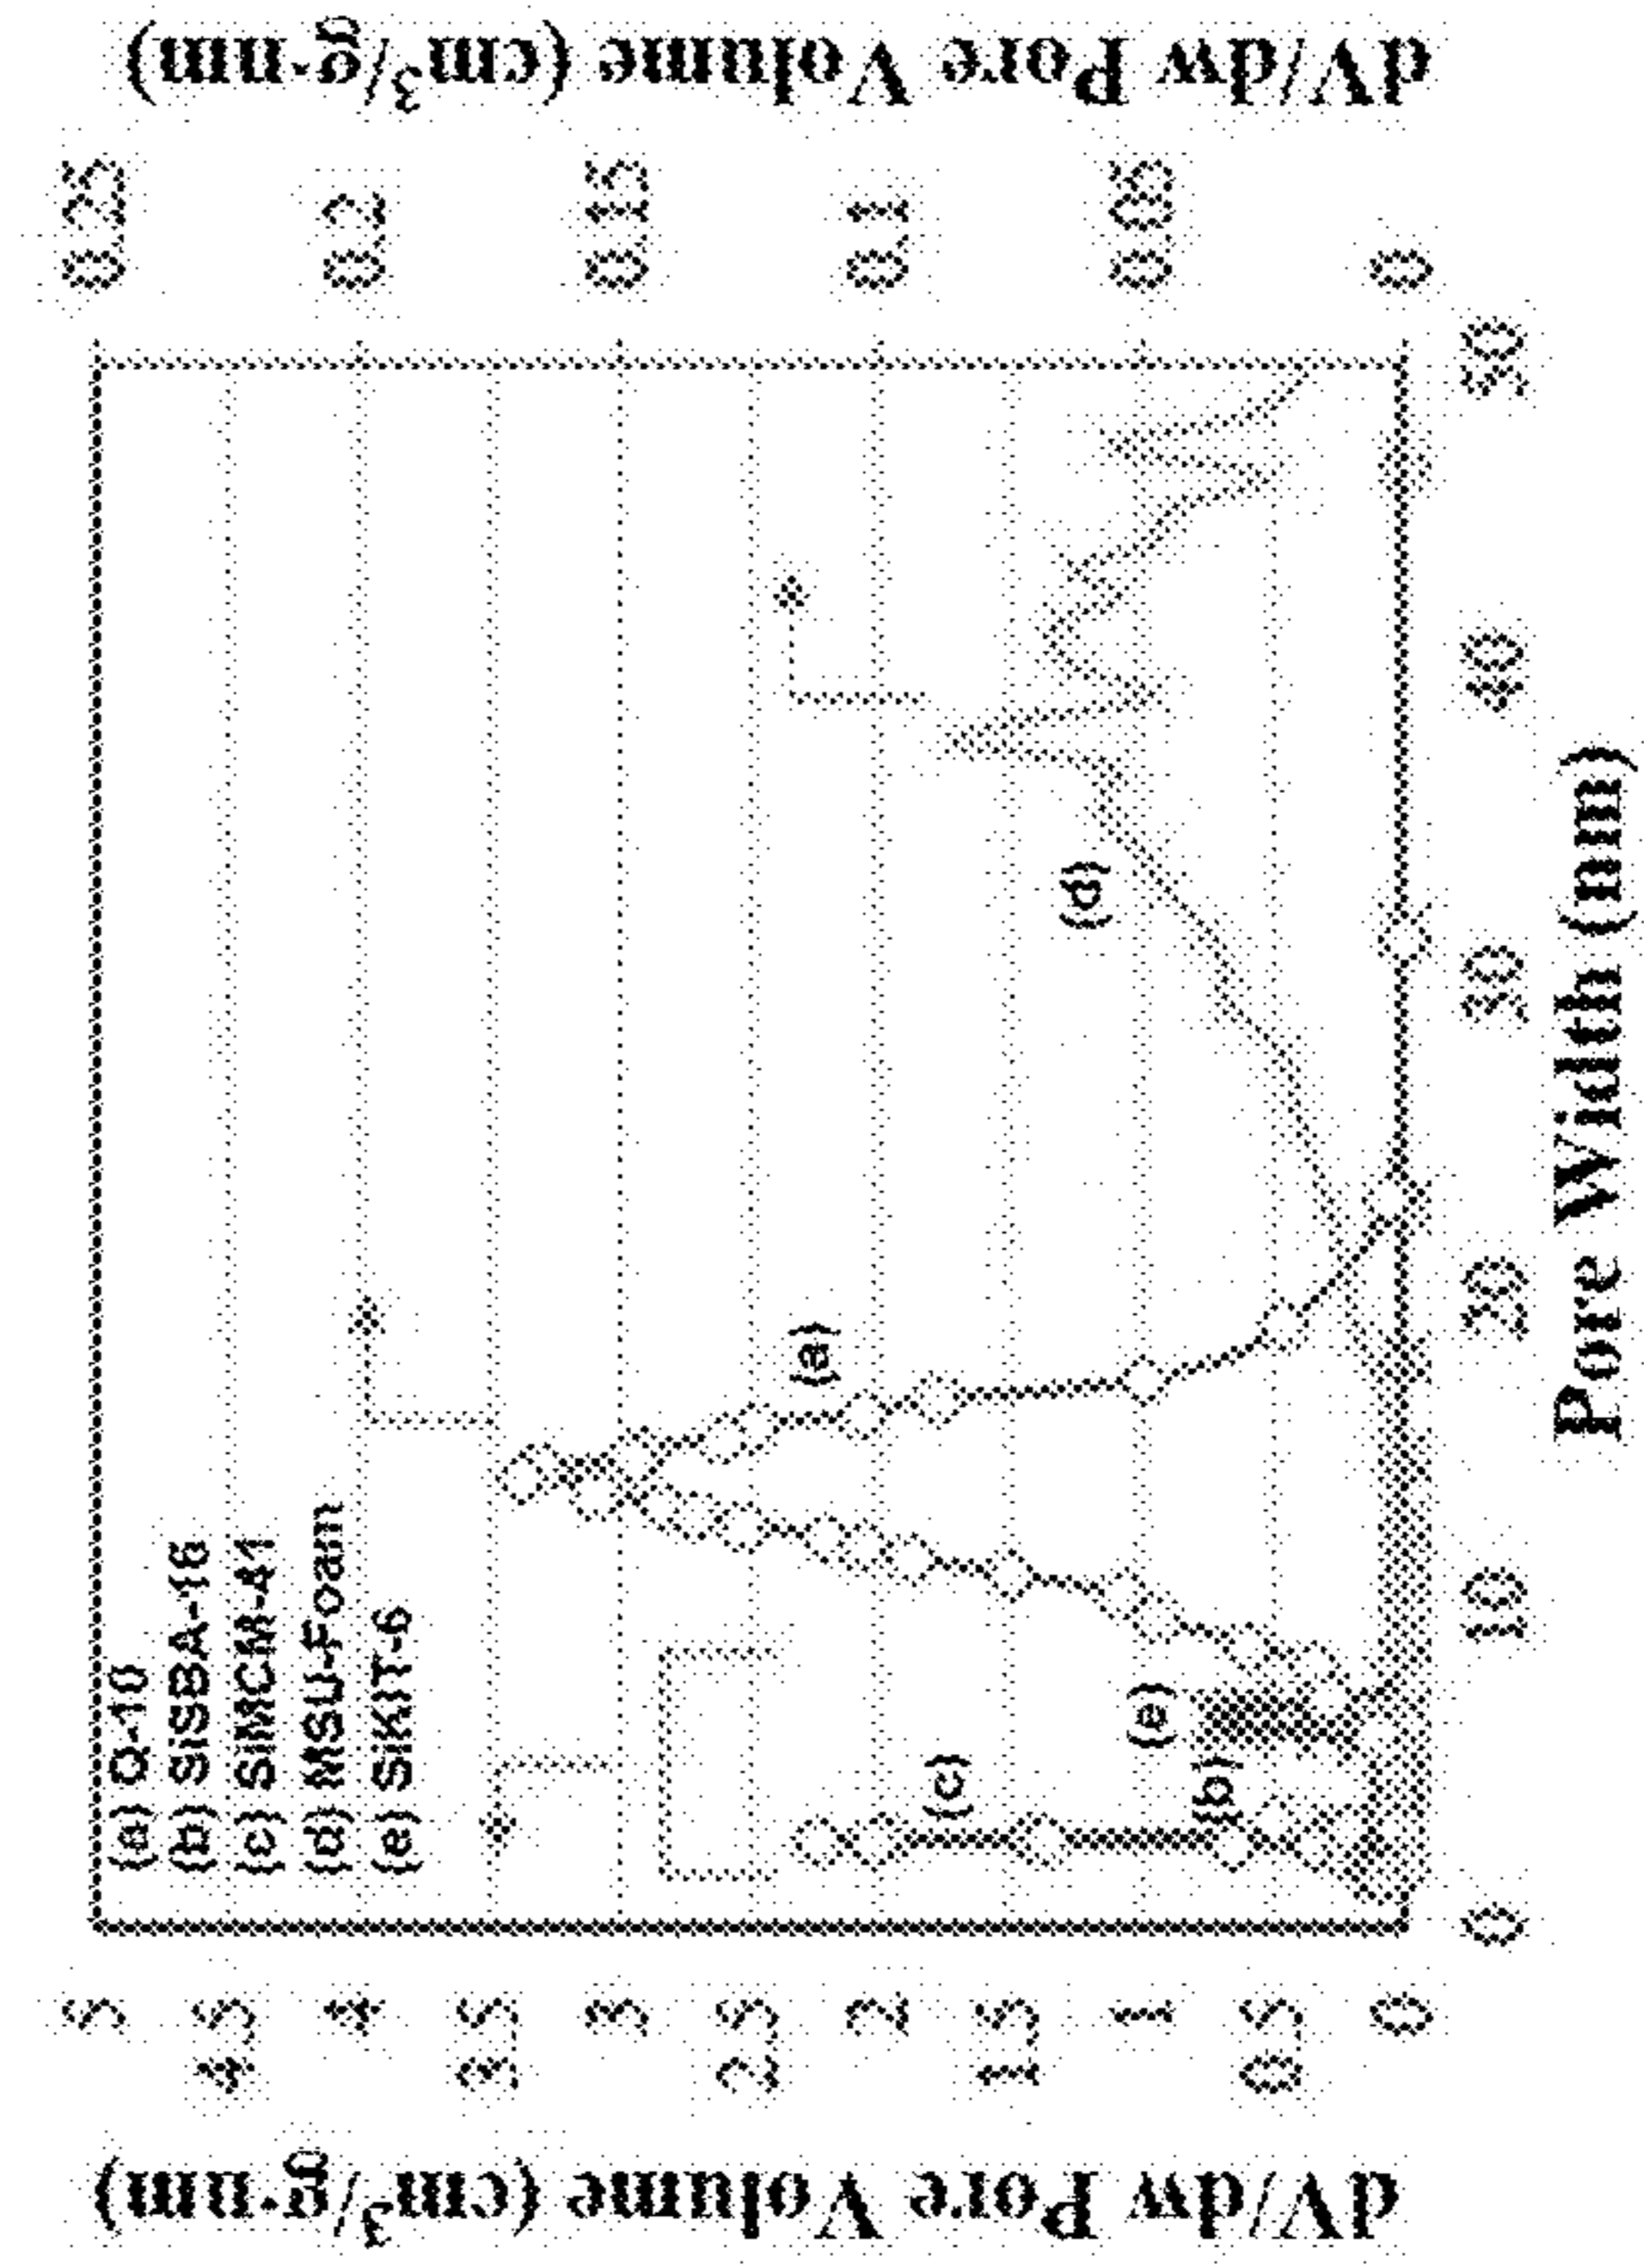 dV/dw Pore Volume (cm³/g·nm)
5
4.5
4
3.5
3
2.5
2
1.5
1
0.5
0
(a) Q-10
(b) SiSBA-16
(c) SiMCM-41
(d) MSU-Foam
(e) SiKIT-6
(c)
(b)
(e)
(a)
(d)
0.25
0.2
0.15
0.1
0.05
0
dV/dw Pore Volume (cm³/g·nm)
0 10 20 30 40 50
Pore Width (nm)